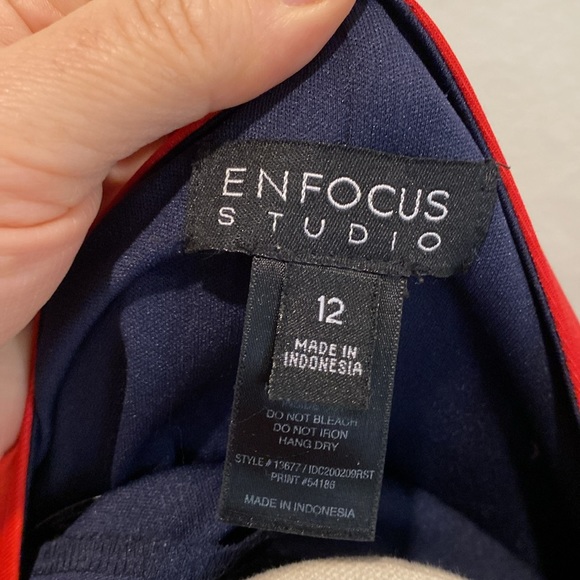 ENFOCUS
STUDIO
12
MADE IN
INDONESIA
DO NOT BLEACH
DO NOT IRON
HANG DRY
STYLE # 13677 / IDC200209RST
PRINT #54186
MADE IN INDONESIA